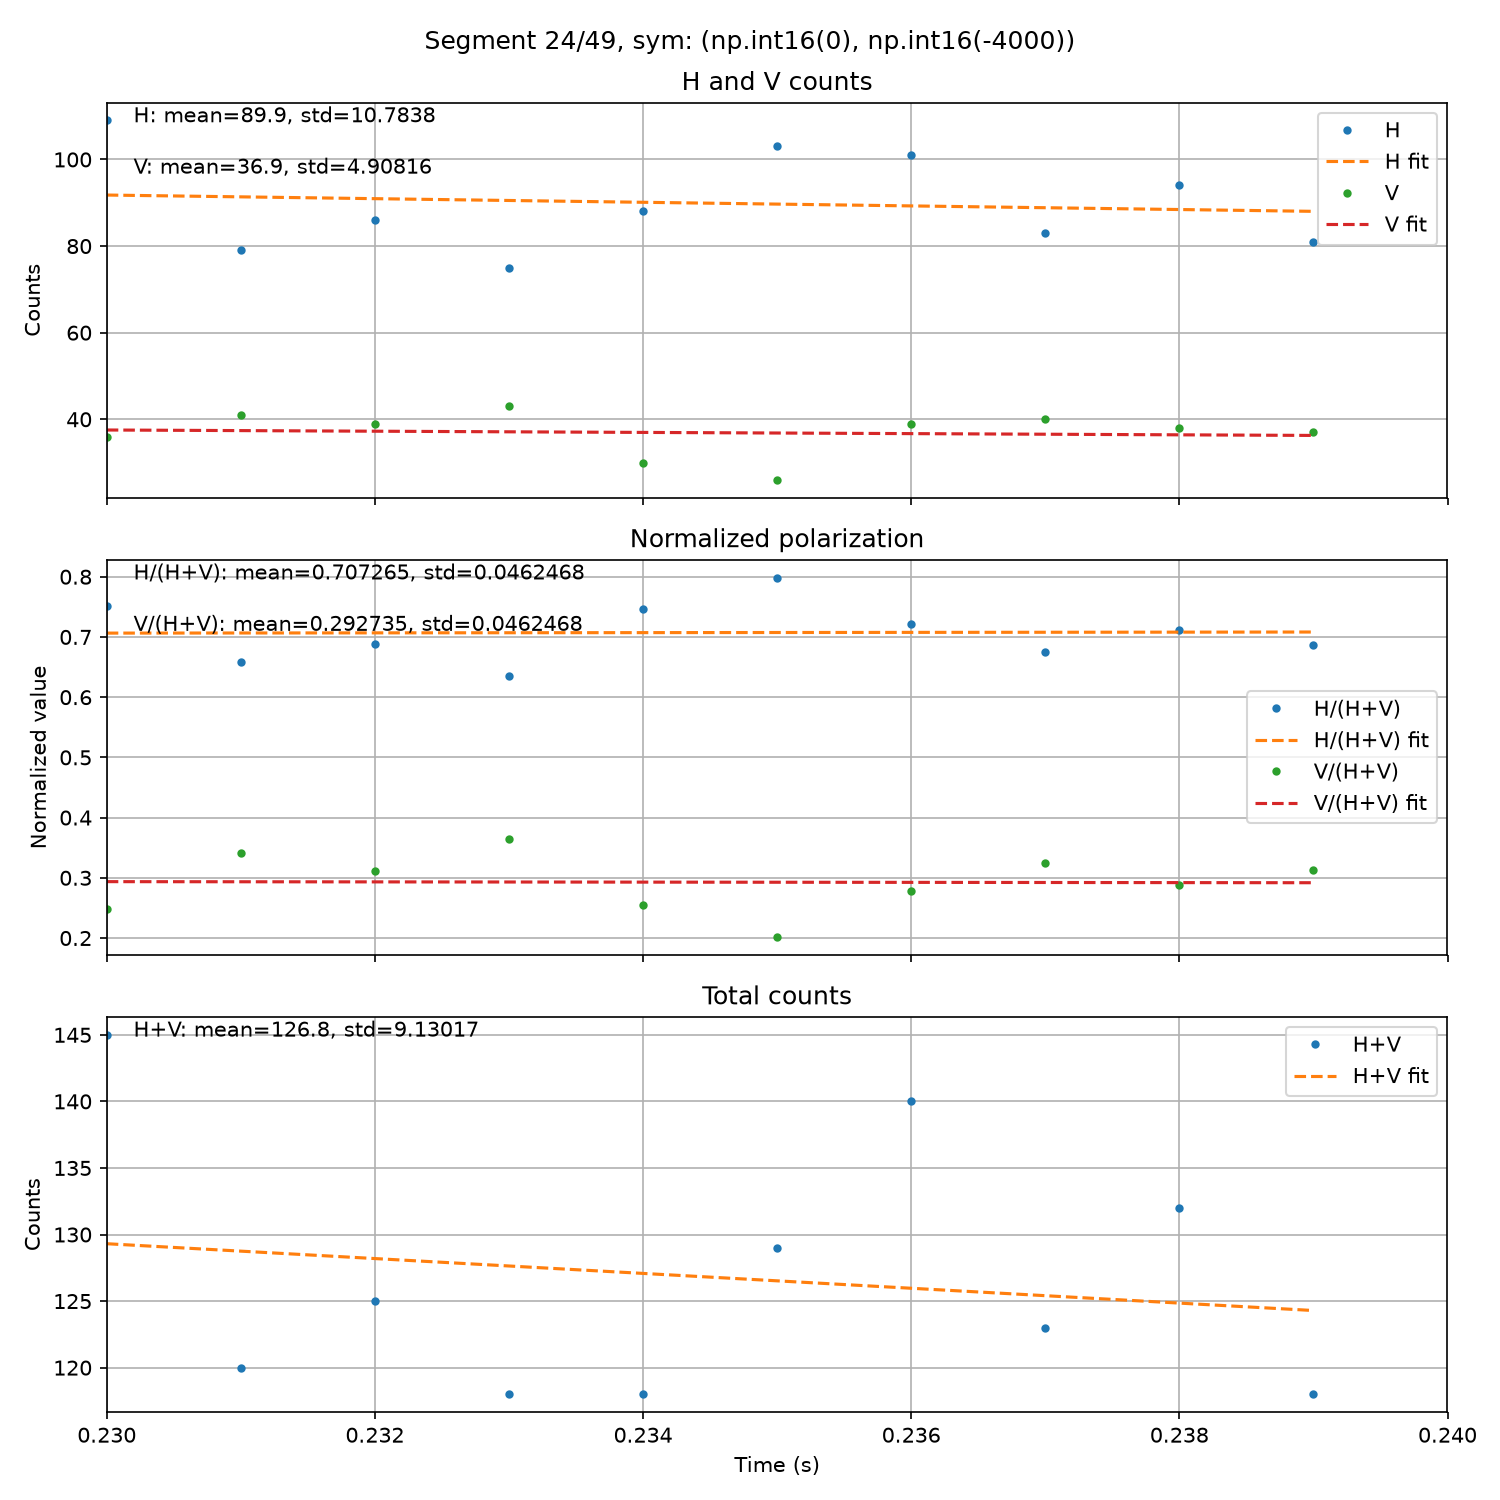 Segment 24/49, sym: (np.int16(0), np.int16(-4000))
H and V counts
H: mean=89.9, std=10.7838
V: mean=36.9, std=4.90816
H
H fit
V
V fit
100
80
60
40
Counts
Normalized polarization
H/(H+V): mean=0.707265, std=0.0462468
V/(H+V): mean=0.292735, std=0.0462468
H/(H+V)
H/(H+V) fit
V/(H+V)
V/(H+V) fit
0.8
0.7
0.6
0.5
0.4
0.3
0.2
Normalized value
Total counts
H+V: mean=126.8, std=9.13017
H+V
H+V fit
145
140
135
130
125
120
Counts
0.230 0.232 0.234 0.236 0.238 0.240
Time (s)